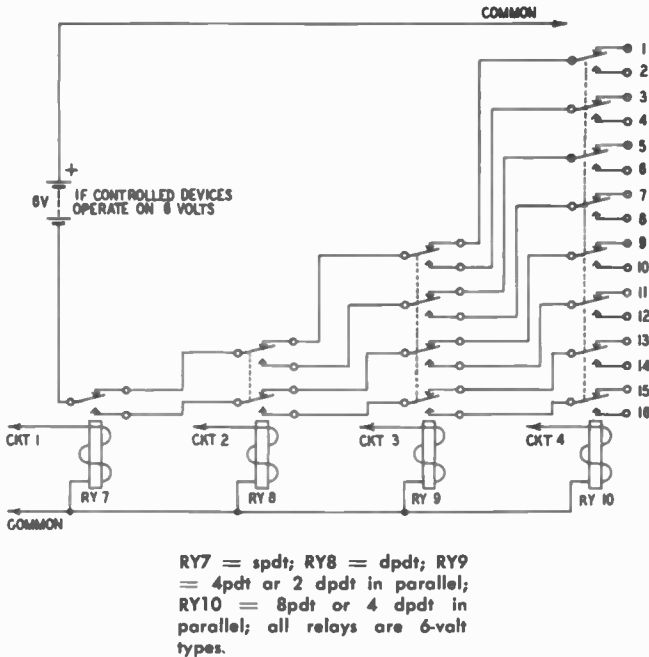 COMMON
1
2
3
4
5
6
7
8
9
10
11
12
13
14
15
16
+
6V
IF CONTROLLED DEVICES
OPERATE ON 6 VOLTS
CKT 1
CKT 2
CKT 3
CKT 4
RY 7
RY 8
RY 9
RY 10
COMMON
RY7 = spdt; RY8 = dpdt; RY9
= 4pdt or 2 dpdt in parallel;
RY10 = 8pdt or 4 dpdt in
parallel; all relays are 6-volt
types.